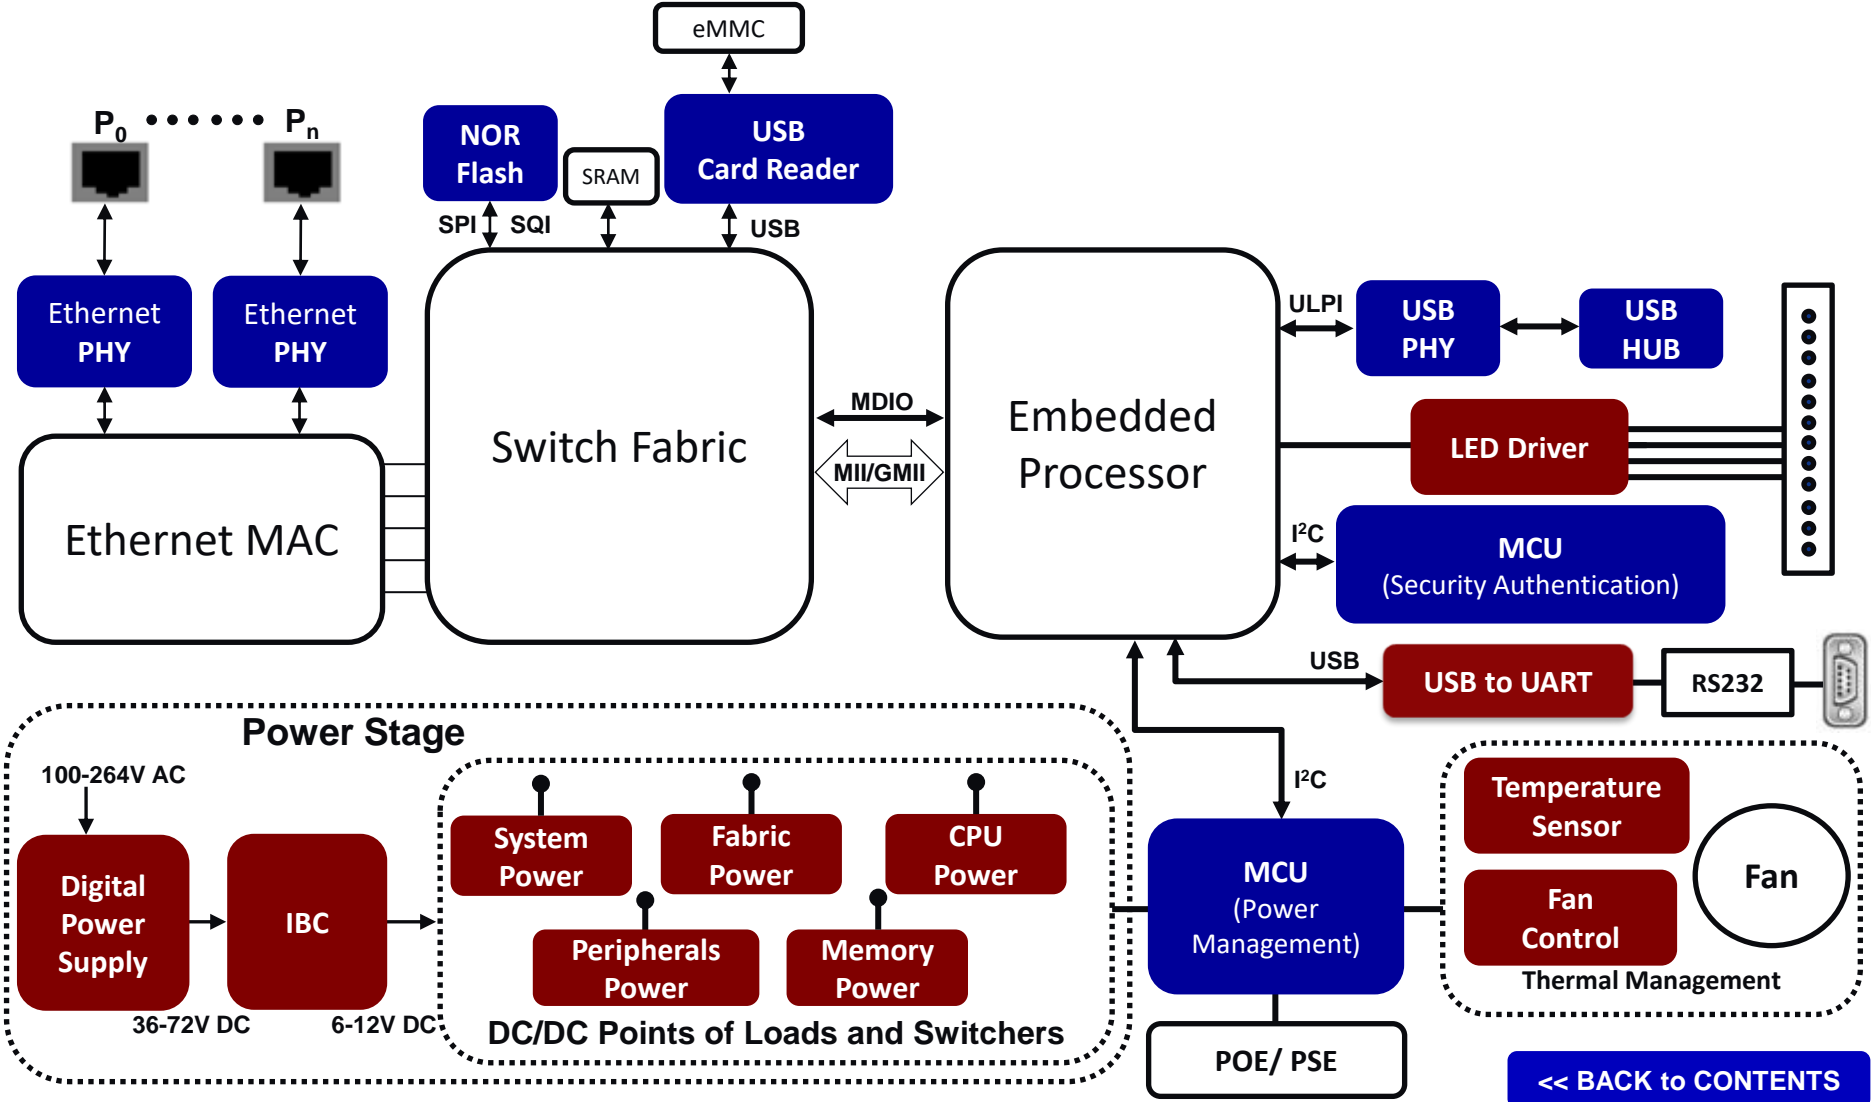 eMMC
P0 •••••• Pn
NOR
Flash
SRAM
USB
Card Reader
SPI
SQI
USB
Ethernet
PHY
Ethernet
PHY
Ethernet MAC
Switch Fabric
MDIO
MII/GMII
Embedded
Processor
ULPI
USB
PHY
USB
HUB
LED Driver
I²C
MCU
(Security Authentication)
USB
USB to UART
RS232
Power Stage
100-264V AC
Digital
Power
Supply
36-72V DC
IBC
6-12V DC
System
Power
Fabric
Power
CPU
Power
Peripherals
Power
Memory
Power
DC/DC Points of Loads and Switchers
I²C
MCU
(Power
Management)
POE/ PSE
Temperature
Sensor
Fan
Control
Fan
Thermal Management
<< BACK to CONTENTS